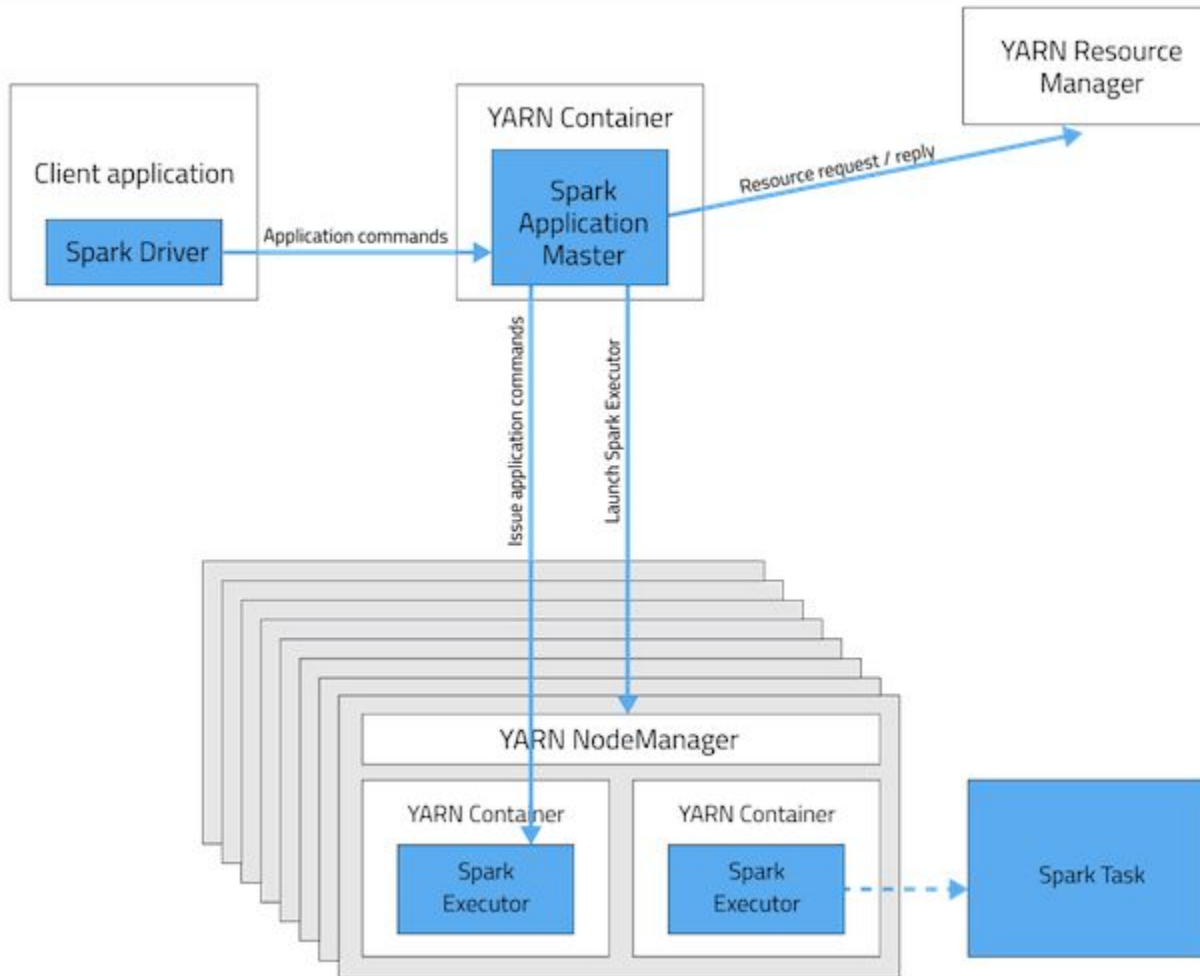 YARN Resource
Manager
YARN Container
Client application
Spark
Application
Master
Resource request / reply
Spark Driver
Application commands
Issue application commands
Launch Spark Executor
YARN NodeManager
YARN Container
YARN Container
Spark
Executor
Spark
Executor
Spark Task